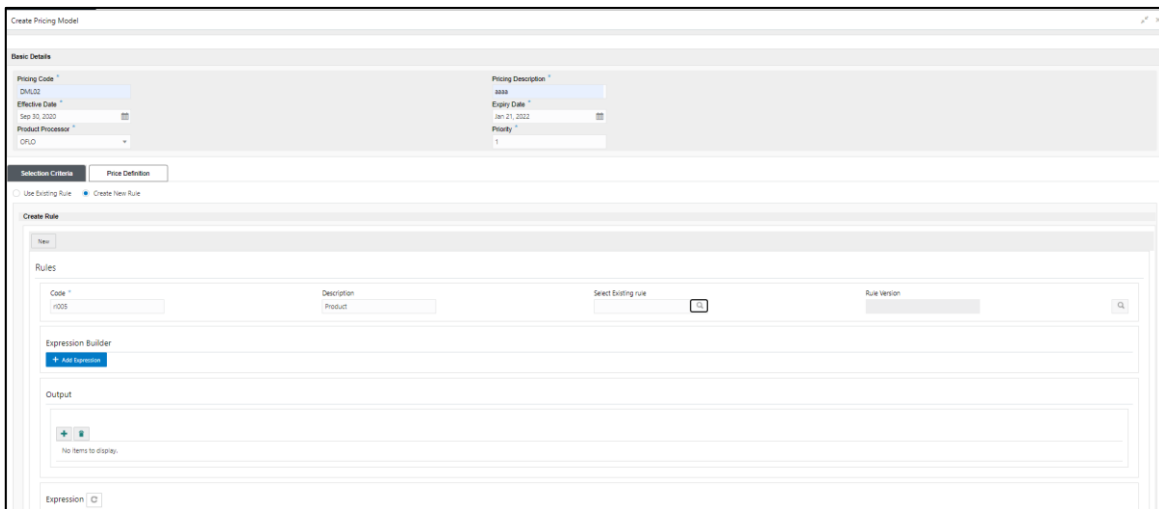 Create Pricing Model
Basic Details
Pricing Code *
Pricing Description *
DML02
aaaa
Effective Date *
Expiry Date *
Sep 30, 2020
Jan 21, 2022
Product Processor *
Priority *
OFLO
1
Selection Criteria
Price Definition
Use Existing Rule
Create New Rule
Create Rule
New
Rules
Code *
Description
Select Existing rule
Rule Version
rl005
Product
Expression Builder
+ Add Expression
Output
No items to display.
Expression